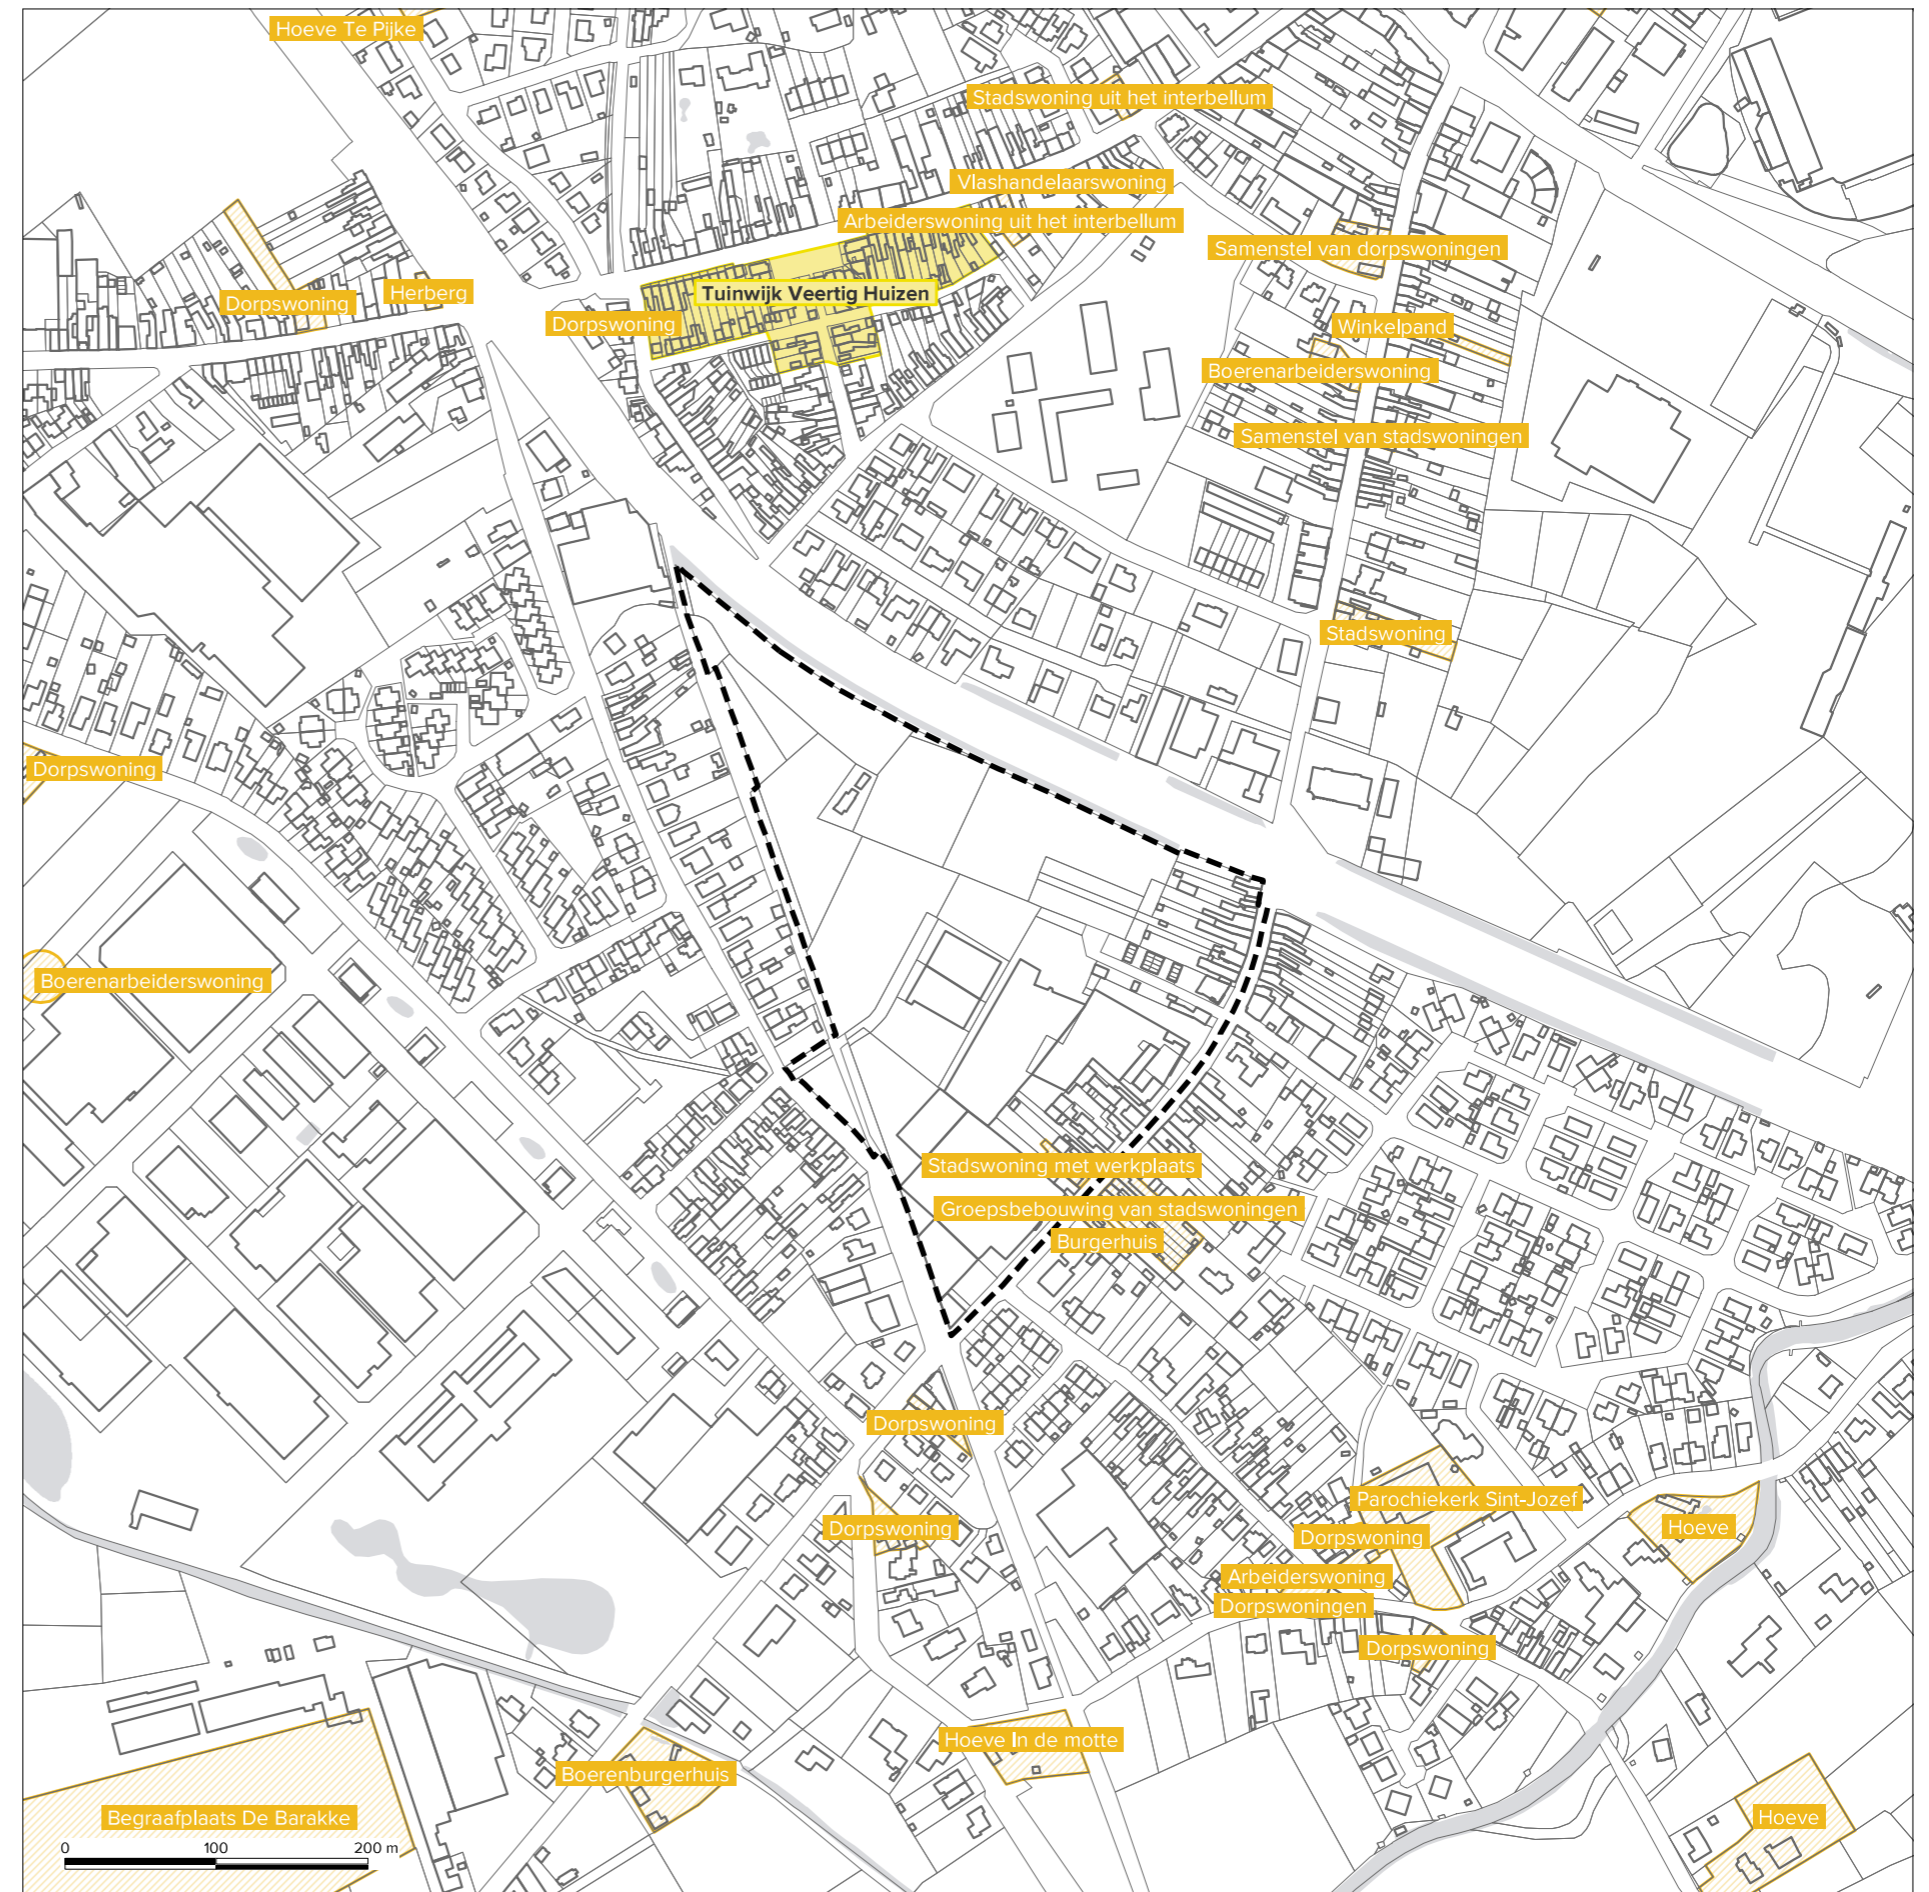 Hoeve Te Pijke
Stadswoning uit het interbellum
Vlashandelaarswoning
Arbeiderswoning uit het interbellum
Samenstel van dorpswoningen
Tuinwijk Veertig Huizen
Herberg
Dorpswoning
Dorpswoning
Winkelpand
Boerenarbeiderswoning
Samenstel van stadswoningen
Stadswoning
Dorpswoning
Boerenarbeiderswoning
Stadswoning met werkplaats
Groepsbebouwing van stadswoningen
Burgerhuis
Dorpswoning
Parochiekerk Sint-Jozef
Dorpswoning
Hoeve
Dorpswoning
Arbeiderswoning
Dorpswoningen
Dorpswoning
Hoeve In de motte
Boerenburgerhuis
Begraafplaats De Barakke
Hoeve
0 100 200 m